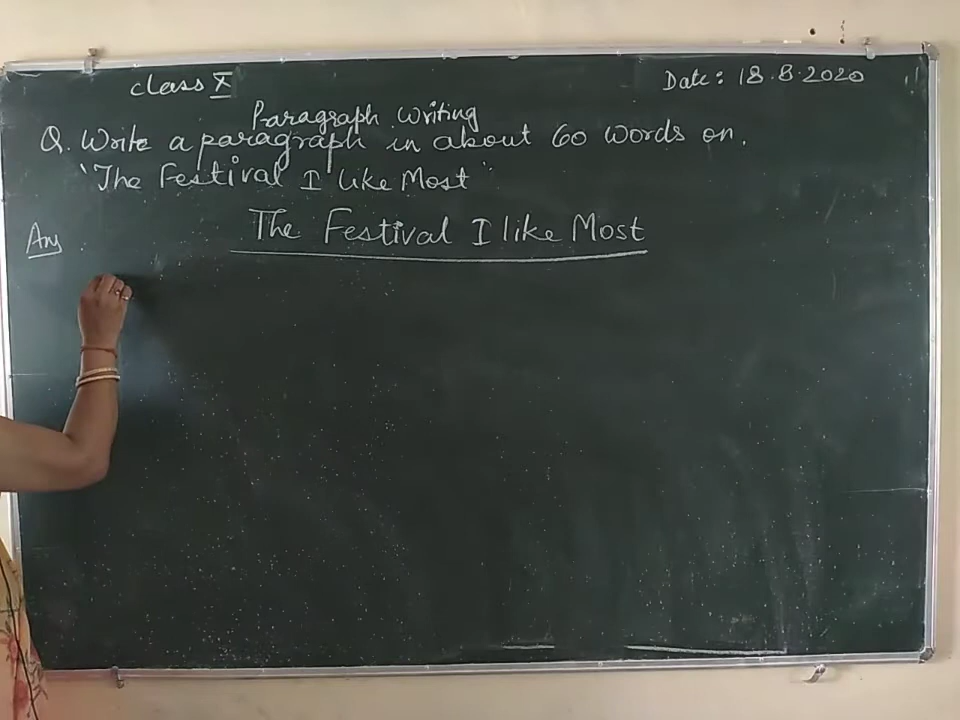 class X
Date: 18.8.2020
Paragraph Writing
Q. Write a paragraph in about 60 words on.
'The Festival I like Most'
The Festival I like Most
Ans